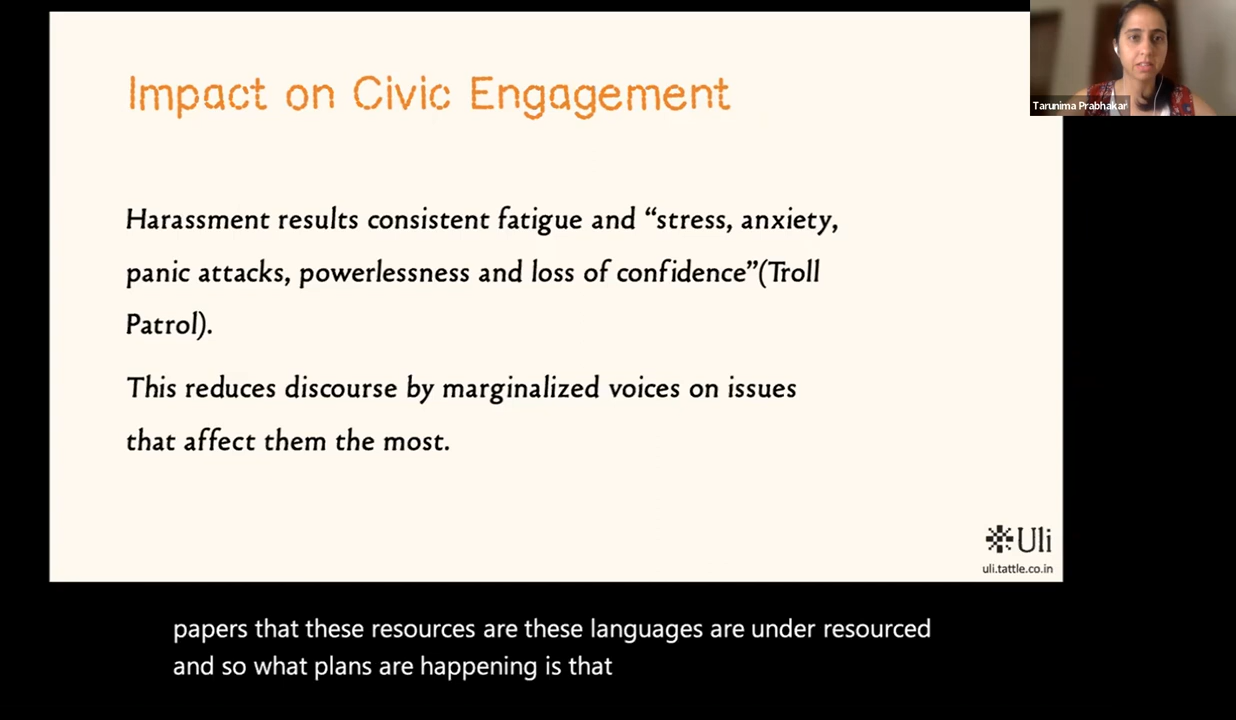 Impact on Civic Engagement
Tarunima Prabhakar
Harassment results consistent fatigue and “stress, anxiety,
panic attacks, powerlessness and loss of confidence”(Troll
Patrol).
This reduces discourse by marginalized voices on issues
that affect them the most.
Uli
uli.tattle.co.in
papers that these resources are these languages are under resourced
and so what plans are happening is that